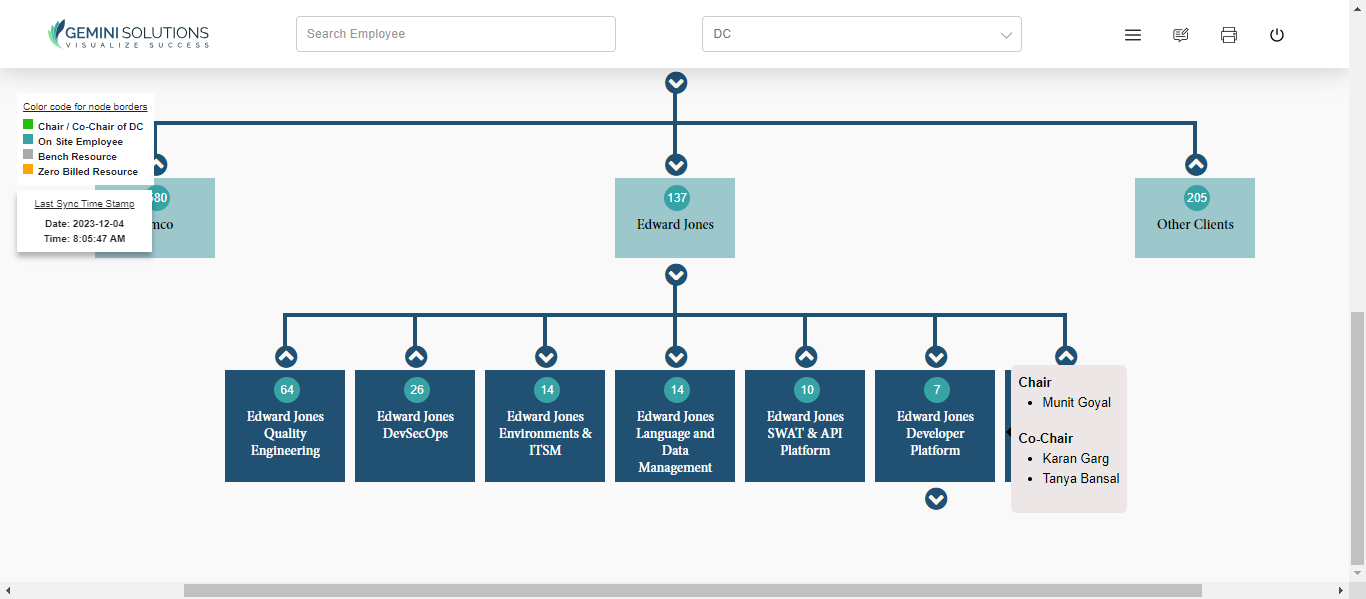 GEMINI SOLUTIONS
VISUALIZE SUCCESS
Search Employee
DC
Color code for node borders
Chair / Co-Chair of DC
On Site Employee
Bench Resource
Zero Billed Resource
Last Sync Time Stamp
Date: 2023-12-04
Time: 8:05:47 AM
137
Edward Jones
205
Other Clients
64
Edward Jones
Quality
Engineering
26
Edward Jones
DevSecOps
14
Edward Jones
Environments &
ITSM
14
Edward Jones
Language and
Data
Management
10
Edward Jones
SWAT & API
Platform
7
Edward Jones
Developer
Platform
Chair
Munit Goyal
Co-Chair
Karan Garg
Tanya Bansal